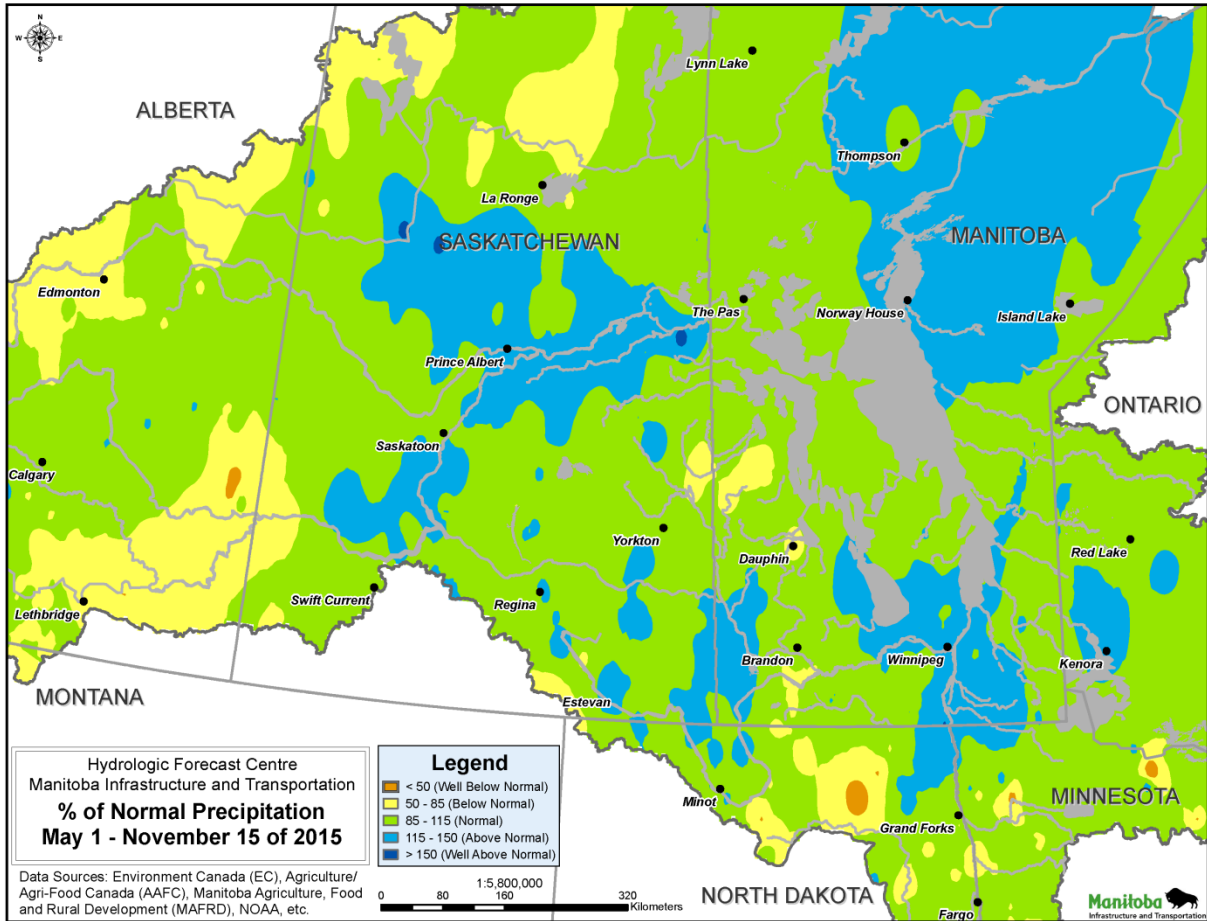 N
W E
S
Lynn Lake
ALBERTA
Thompson
La Ronge
SASKATCHEWAN
MANITOBA
Edmonton
The Pas
Norway House
Island Lake
Prince Albert
ONTARIO
Saskatoon
Calgary
Yorkton
Dauphin
Red Lake
Swift Current
Regina
Lethbridge
Brandon
Winnipeg
Kenora
MONTANA
Estevan
Minot
MINNESOTA
Grand Forks
NORTH DAKOTA
Fargo
Hydrologic Forecast Centre
Manitoba Infrastructure and Transportation
% of Normal Precipitation
May 1 - November 15 of 2015
Data Sources: Environment Canada (EC), Agriculture/
Agri-Food Canada (AAFC), Manitoba Agriculture, Food
and Rural Development (MAFRD), NOAA, etc.
Legend
< 50 (Well Below Normal)
50 - 85 (Below Normal)
85 - 115 (Normal)
115 - 150 (Above Normal)
> 150 (Well Above Normal)
1:5,800,000
0 80 160 320
Kilometers
Manitoba
Infrastructure and Transportation